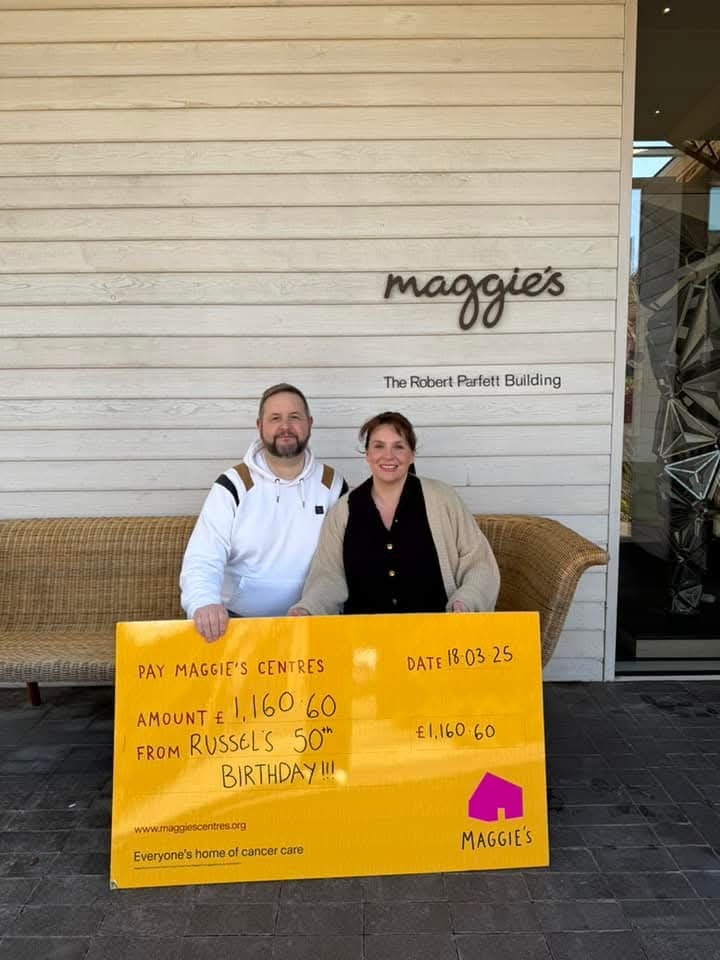 maggie's
The Robert Parfett Building
PAY MAGGIE'S CENTRES
DATE 18.03.25
AMOUNT £ 1,160.60
FROM RUSSEL'S 50th
£1,160.60
BIRTHDAY!!!
www.maggiescentres.org
MAGGIE'S
Everyone's home of cancer care